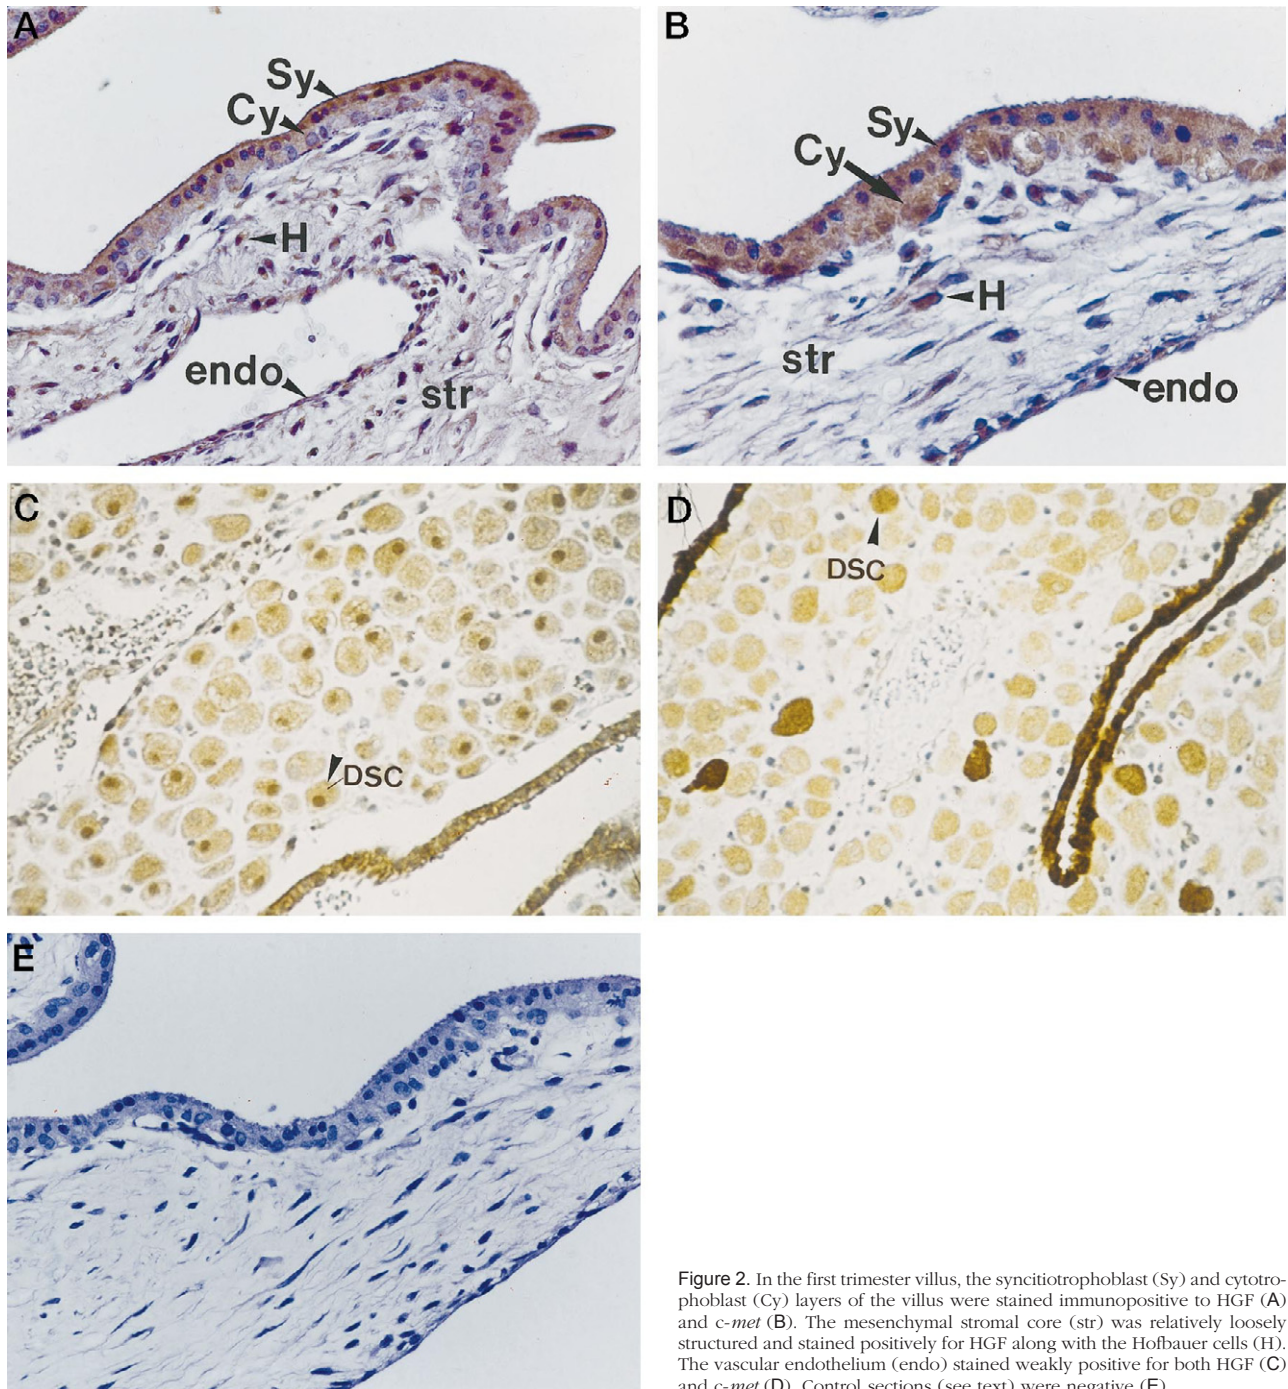 A
Sy
Cy
H
endo
str
B
Sy
Cy
H
str
endo
C
DSC
D
DSC
E
Figure 2. In the first trimester villus, the syncitiotrophoblast (Sy) and cytotro-
phoblast (Cy) layers of the villus were stained immunopositive to HGF (A)
and c-met (B). The mesenchymal stromal core (str) was relatively loosely
structured and stained positively for HGF along with the Hofbauer cells (H).
The vascular endothelium (endo) stained weakly positive for both HGF (C)
and c-met (D). Control sections (see text) were negative (E).